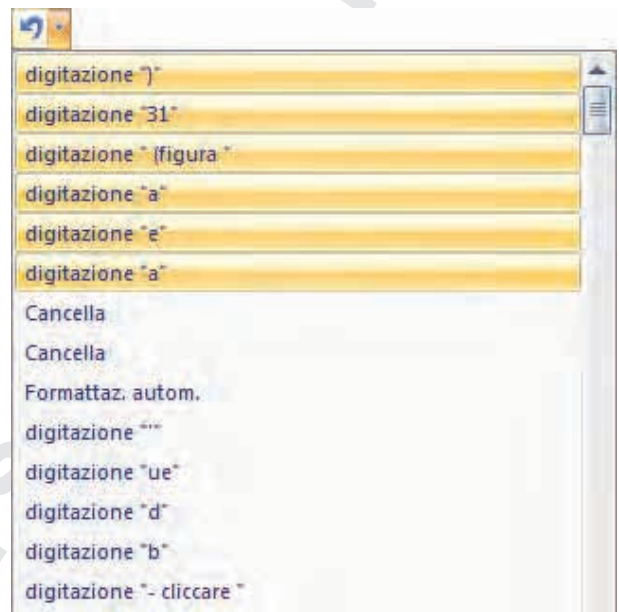 digitazione ")"
digitazione "31"
digitazione " (figura "
digitazione "a"
digitazione "e"
digitazione "a"
Cancella
Cancella
Formattaz. autom.
digitazione "'"
digitazione "ue"
digitazione "d"
digitazione "b"
digitazione "- cliccare "